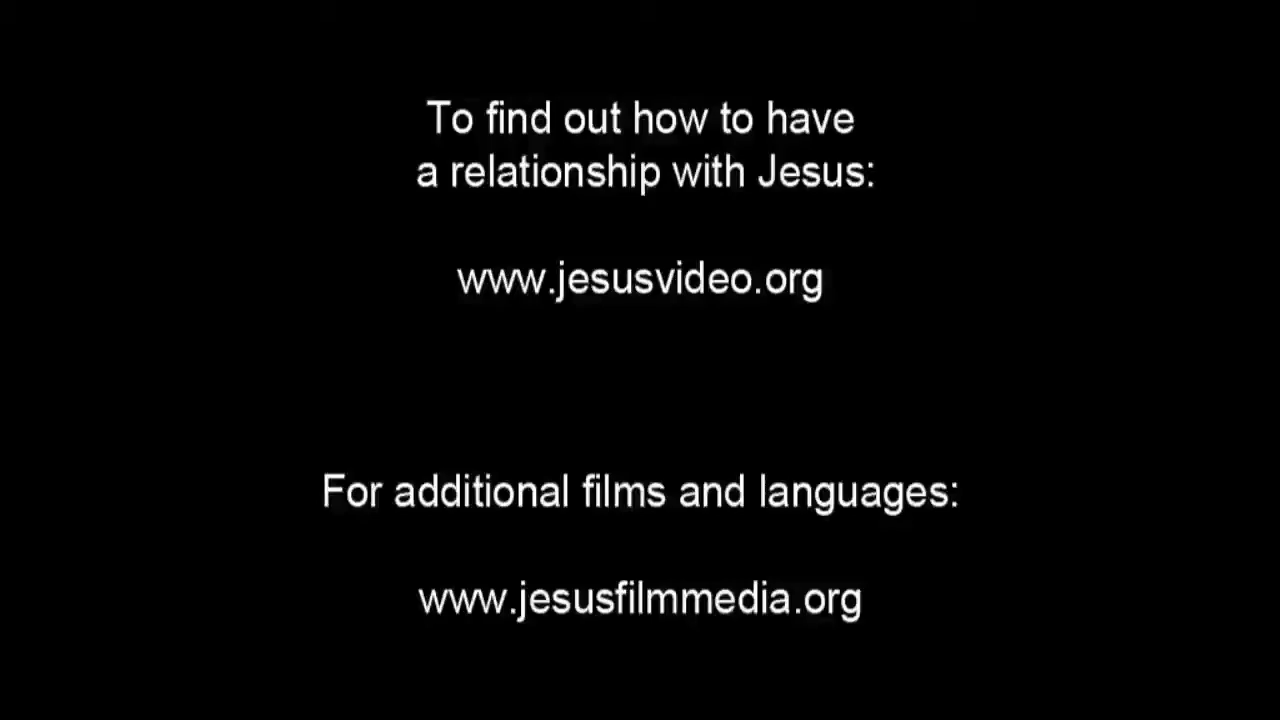 To find out how to have
a relationship with Jesus:
www.jesusvideo.org
For additional films and languages:
www.jesusfilmmedia.org